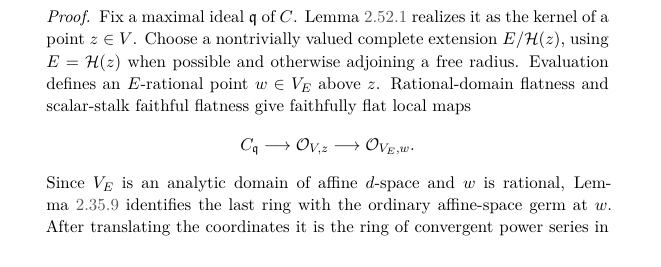 Proof. Fix a maximal ideal 𝔮 of C. Lemma 2.52.1 realizes it as the kernel of a
point z ∈ V. Choose a nontrivially valued complete extension E/ℋ(z), using
E = ℋ(z) when possible and otherwise adjoining a free radius. Evaluation
defines an E-rational point w ∈ V_E above z. Rational-domain flatness and
scalar-stalk faithful flatness give faithfully flat local maps
C_𝔮 ⟶ 𝒪_{V,z} ⟶ 𝒪_{V_E,w}.
Since V_E is an analytic domain of affine d-space and w is rational, Lem-
ma 2.35.9 identifies the last ring with the ordinary affine-space germ at w.
After translating the coordinates it is the ring of convergent power series in